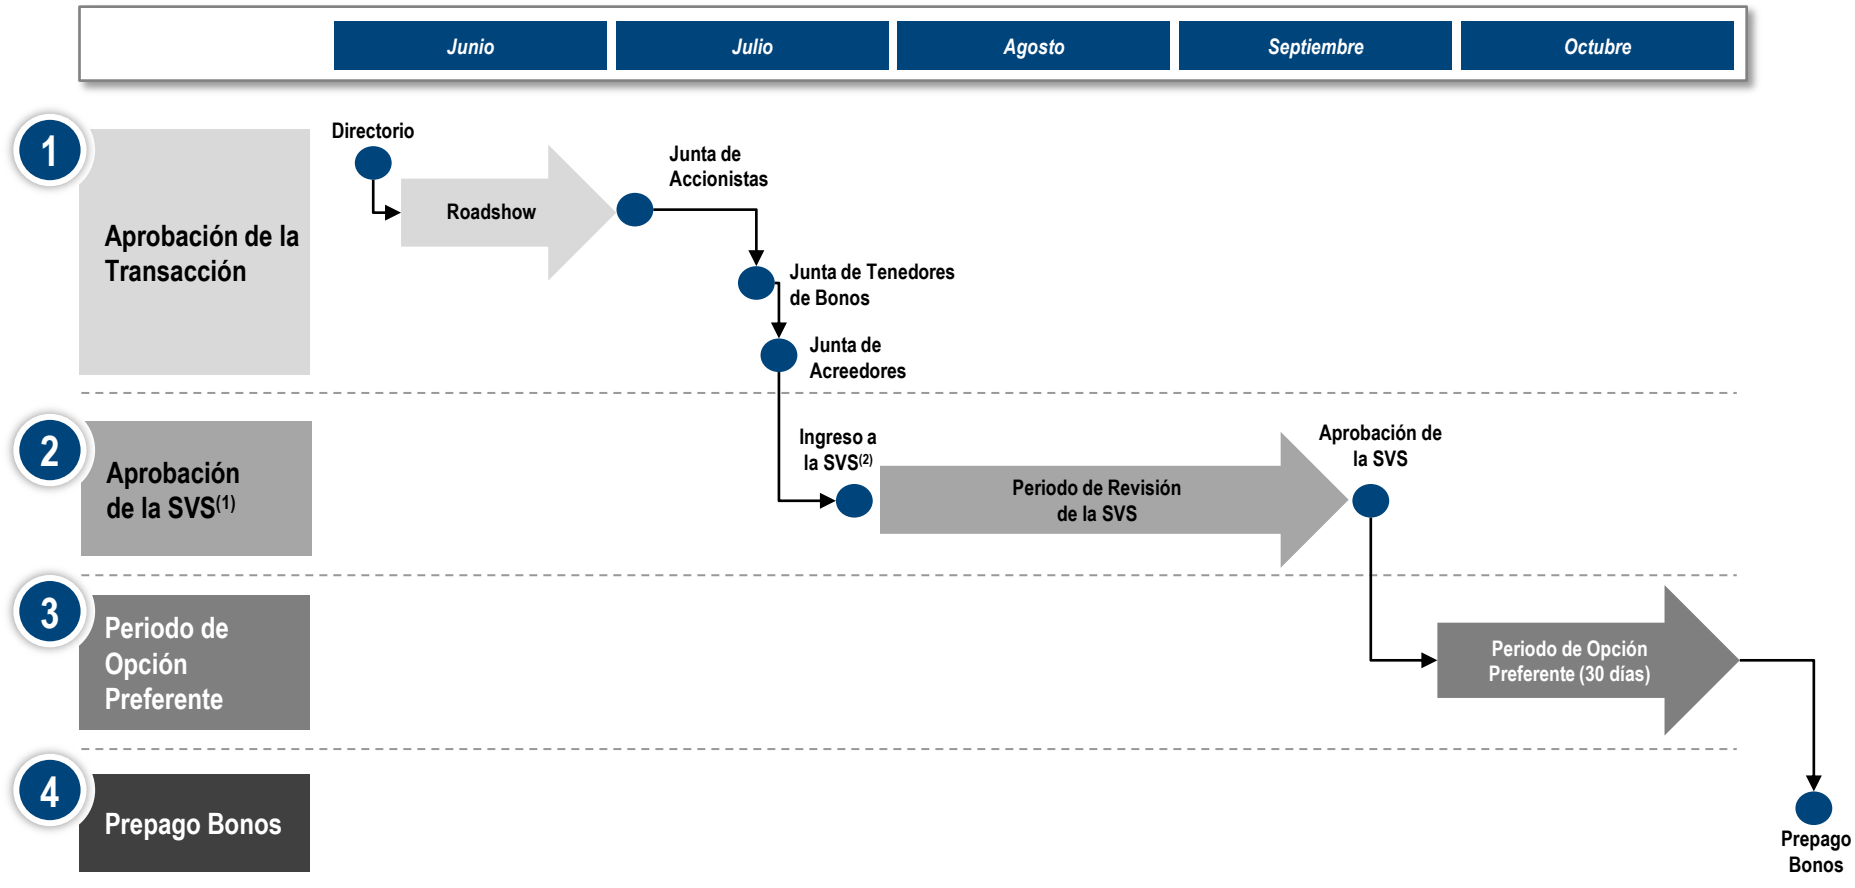 Junio
Julio
Agosto
Septiembre
Octubre
1
Aprobación de la
Transacción
Directorio
Roadshow
Junta de
Accionistas
Junta de Tenedores
de Bonos
Junta de
Acreedores
2
Aprobación
de la SVS(1)
Ingreso a
la SVS(2)
Periodo de Revisión
de la SVS
Aprobación de
la SVS
3
Periodo de
Opción
Preferente
Periodo de Opción
Preferente (30 días)
4
Prepago Bonos
Prepago
Bonos